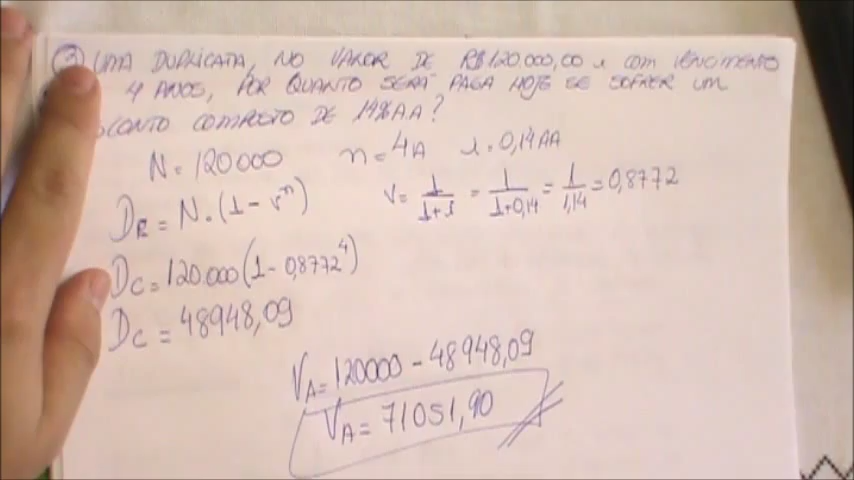 3 UMA DUPLICATA, NO VALOR DE R$120.000,00 e COM VENCIMENTO
4 ANOS, POR QUANTO SERÁ PAGA HOJE SE SOFRER UM
CONTO COMPOSTO DE 14% AA?
N = 120000 n = 4A i = 0,14AA
DR = N . (1 - vⁿ) V = 1/1+i = 1/1+0,14 = 1/1,14 = 0,8772
DC = 120.000(1 - 0,8772⁴)
DC = 48948,09
VA = 120000 - 48948,09
VA = 71051,90